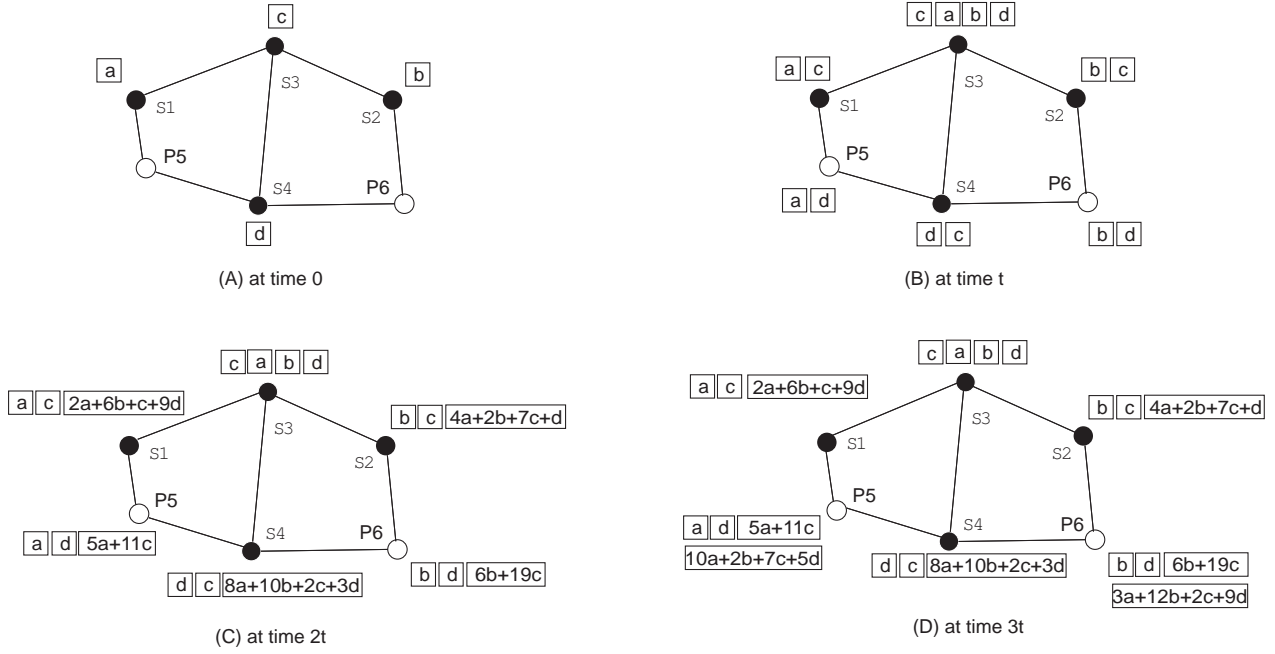 c
a
b
S3
S1
S2
P5
S4
P6
d
(A) at time 0
c a b d
a c
b c
S3
S1
S2
P5
S4
P6
a d
d c
b d
(B) at time t
c a b d
a c 2a+6b+c+9d
b c 4a+2b+7c+d
S3
S1
S2
P5
S4
P6
a d 5a+11c
b d 6b+19c
d c 8a+10b+2c+3d
(C) at time 2t
c a b d
a c 2a+6b+c+9d
b c 4a+2b+7c+d
S3
S1
S2
P5
S4
P6
a d 5a+11c
10a+2b+7c+5d
d c 8a+10b+2c+3d
b d 6b+19c
3a+12b+2c+9d
(D) at time 3t